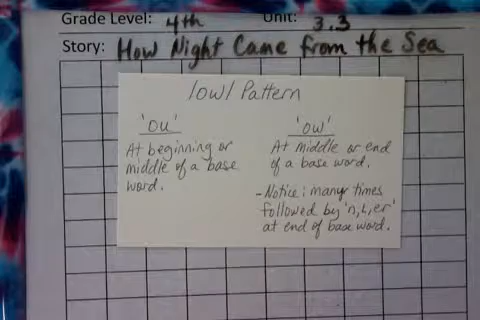 Grade Level: 4th Unit: 3.3
Story: How Night Came from the Sea
/ow/ Pattern
'ou'
At beginning or
middle of a base
word.
'ow'
At middle or end
of a base word.
- Notice: many times
followed by 'n, l, er'
at end of base word.